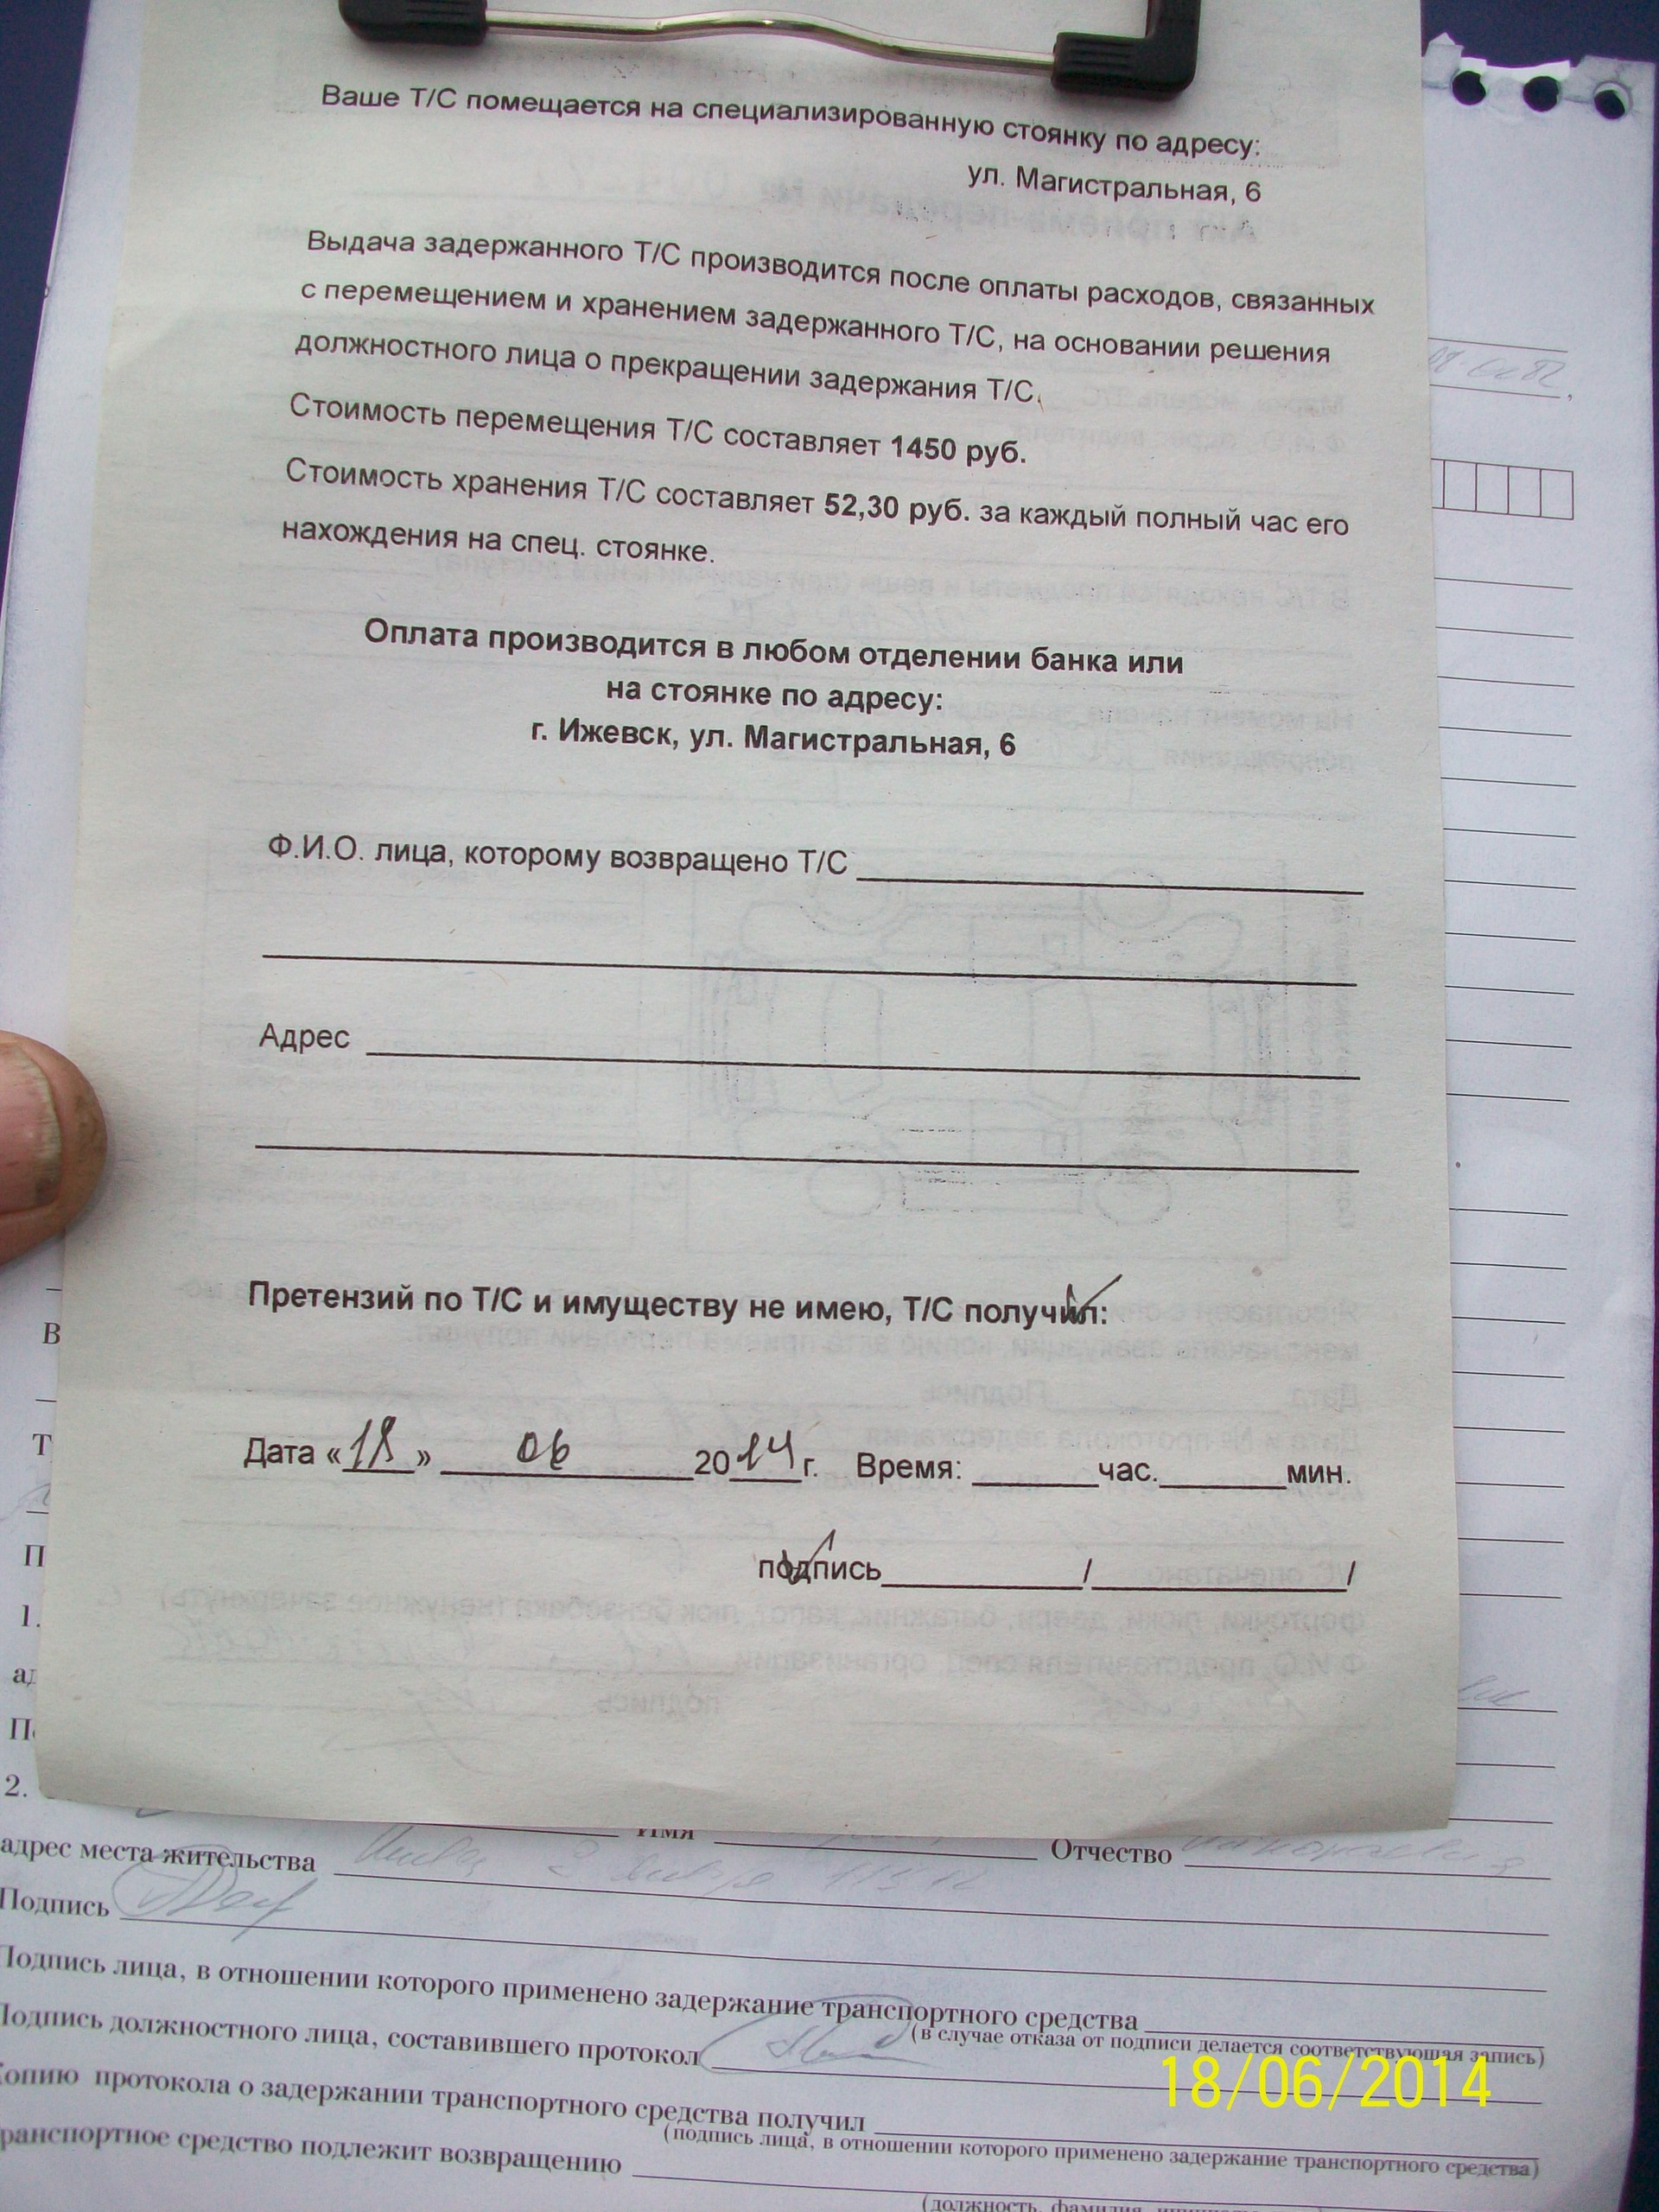 Ваше Т/С помещается на специализированную стоянку по адресу:
ул. Магистральная, 6
Выдача задержанного Т/С производится после оплаты расходов, связанных
с перемещением и хранением задержанного Т/С, на основании решения
должностного лица о прекращении задержания Т/С.
Стоимость перемещения Т/С составляет 1450 руб.
Стоимость хранения Т/С составляет 52,30 руб. за каждый полный час его
нахождения на спец. стоянке.
Оплата производится в любом отделении банка или
на стоянке по адресу:
г. Ижевск, ул. Магистральная, 6
Ф.И.О. лица, которому возвращено Т/С
Адрес
Претензий по Т/С и имуществу не имею, Т/С получил:
Дата «18» 06 2014г. Время: час. мин.
подпись / /
В
Т
П
1.
2.
Имя Отчество
адрес места жительства
Подпись
Подпись лица, в отношении которого применено задержание транспортного средства
(в случае отказа от подписи делается соответствующая запись)
Подпись должностного лица, составившего протокол
18/06/2014
Копию протокола о задержании транспортного средства получил
(подпись лица, в отношении которого применено задержание транспортного средства)
транспортное средство подлежит возвращению
(должность, фамилия,